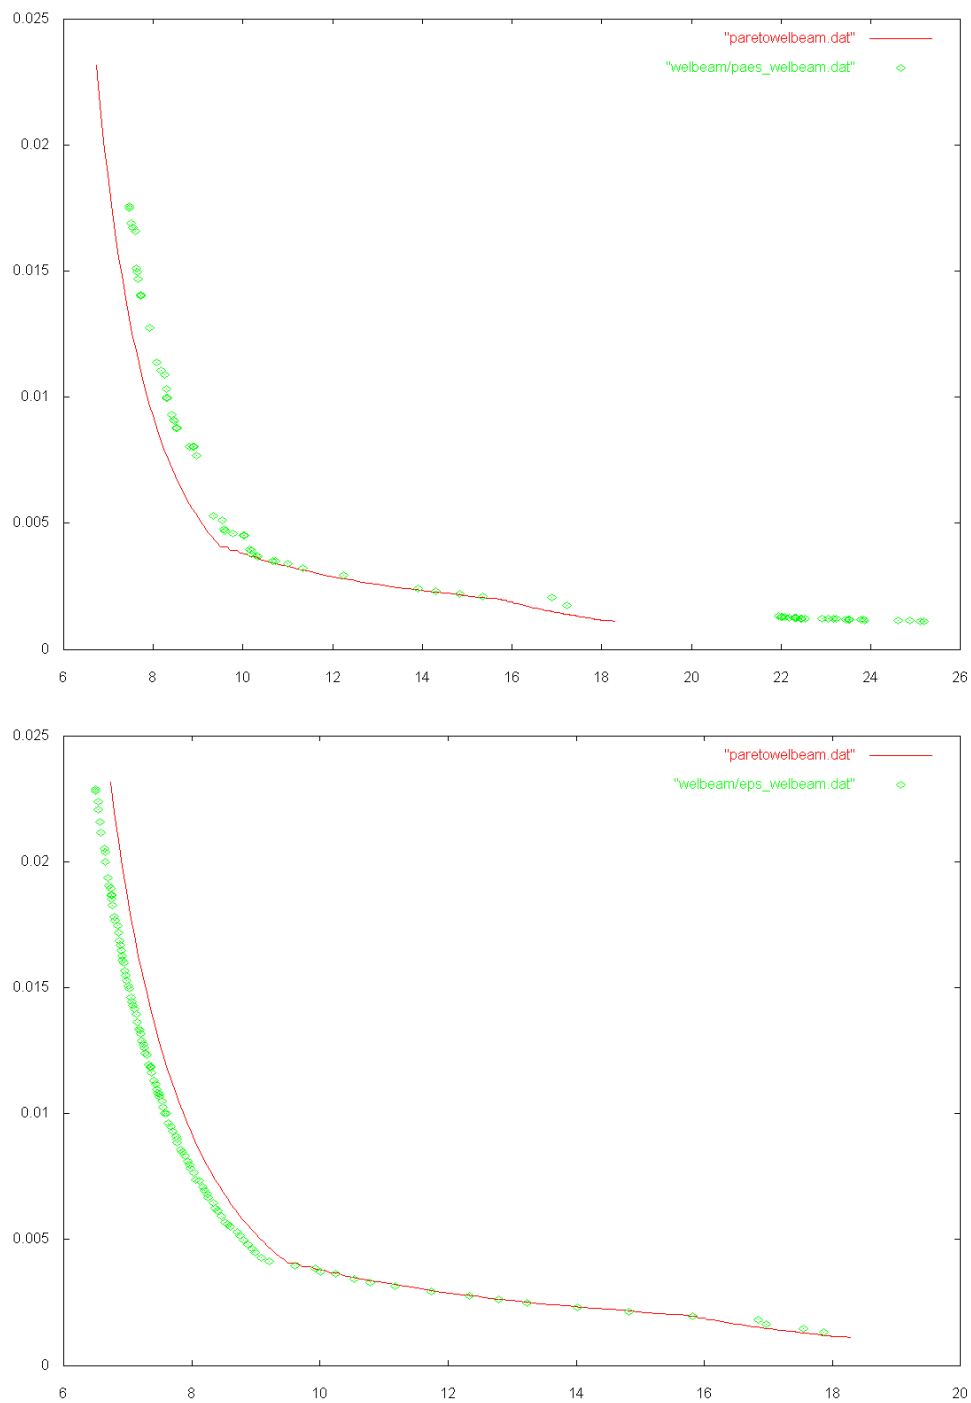 0.025
"paretowelbeam.dat"
"welbeam/paes_welbeam.dat"
0.02
0.015
0.01
0.005
0
6 8 10 12 14 16 18 20 22 24 26
0.025
"paretowelbeam.dat"
"welbeam/eps_welbeam.dat"
0.02
0.015
0.01
0.005
0
6 8 10 12 14 16 18 20